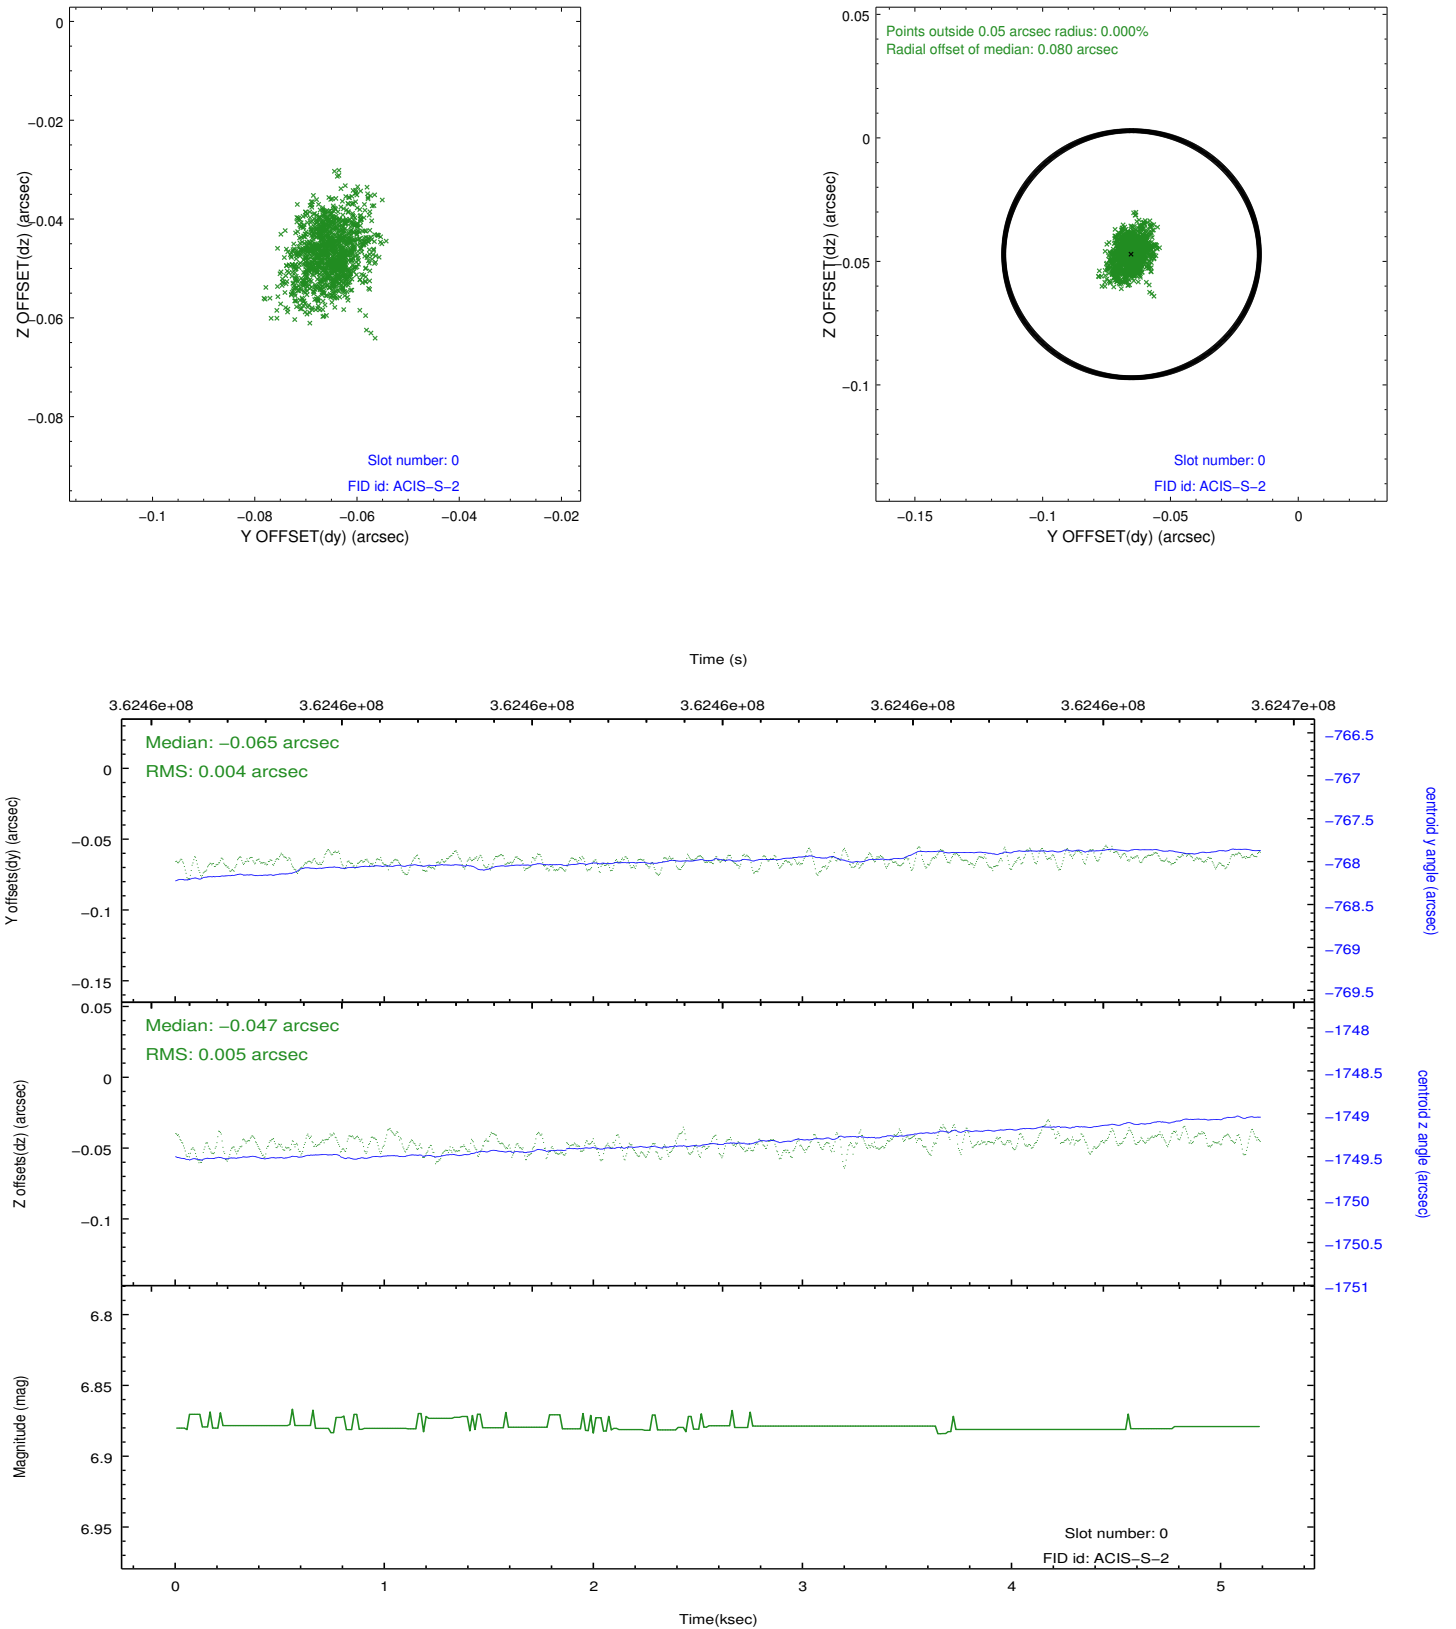 0
−0.02
−0.04
−0.06
−0.08
Z OFFSET(dz) (arcsec)
Slot number: 0
FID id: ACIS−S−2
−0.1
−0.08
−0.06
−0.04
−0.02
Y OFFSET(dy) (arcsec)
0.05
0
−0.05
−0.1
Z OFFSET(dz) (arcsec)
Points outside 0.05 arcsec radius: 0.000%
Radial offset of median: 0.080 arcsec
Slot number: 0
FID id: ACIS−S−2
−0.15
−0.1
−0.05
0
Y OFFSET(dy) (arcsec)
Time (s)
3.6246e+08
3.6246e+08
3.6246e+08
3.6246e+08
3.6246e+08
3.6246e+08
3.6247e+08
Median: −0.065 arcsec
RMS: 0.004 arcsec
0
−0.05
−0.1
−0.15
Y offsets(dy) (arcsec)
−766.5
−767
−767.5
−768
−768.5
−769
−769.5
centroid y angle (arcsec)
Median: −0.047 arcsec
RMS: 0.005 arcsec
0.05
0
−0.05
−0.1
Z offsets(dz) (arcsec)
−1748
−1748.5
−1749
−1749.5
−1750
−1750.5
−1751
centroid z angle (arcsec)
6.8
6.85
6.9
6.95
Magnitude (mag)
Slot number: 0
FID id: ACIS−S−2
0
1
2
3
4
5
Time(ksec)